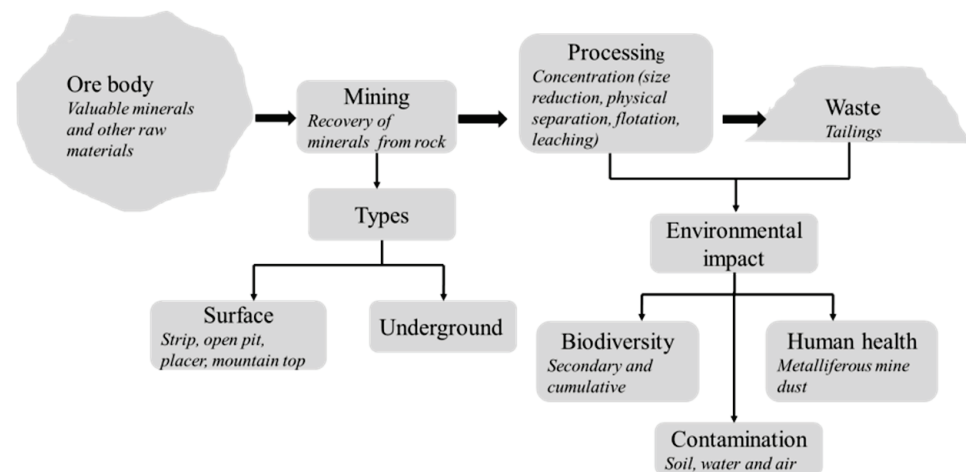 Ore body
Valuable minerals
and other raw
materials
Mining
Recovery of
minerals from rock
Processing
Concentration (size
reduction, physical
separation, flotation,
leaching)
Waste
Tailings
Types
Surface
Strip, open pit,
placer, mountain top
Underground
Environmental
impact
Biodiversity
Secondary and
cumulative
Human health
Metalliferous mine
dust
Contamination
Soil, water and air